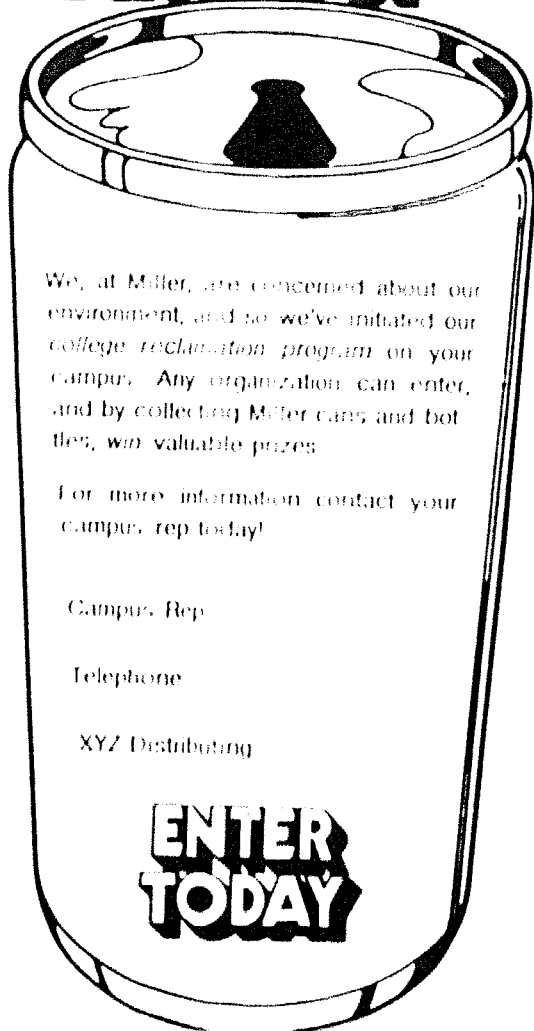 We, at Miller, are concerned about our
environment, and so we've initiated our
college reclamation program on your
campus. Any organization can enter,
and by collecting Miller cans and bot
tles, win valuable prizes
For more information contact your
campus rep today!
Campus Rep
Telephone
XYZ Distributing
ENTER
TODAY